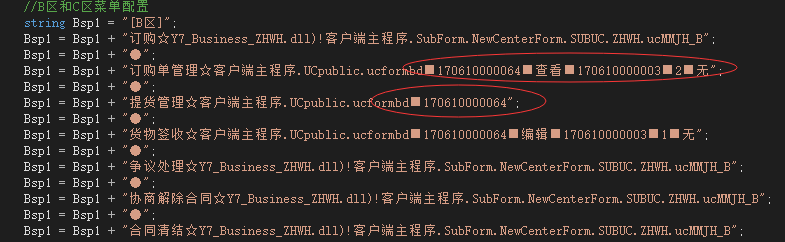 //B区和C区菜单配置
string Bsp1 = "[B区]";
Bsp1 = Bsp1 + "订购☆Y7_Business_ZHWH.dll)!客户端主程序.SubForm.NewCenterForm.SUBUC.ZHWH.ucMMJH_B";
Bsp1 = Bsp1 + "●";
Bsp1 = Bsp1 + "订购单管理☆客户端主程序.UCpublic.ucformbd■170610000064■查看■170610000003■2■无";
Bsp1 = Bsp1 + "●";
Bsp1 = Bsp1 + "提货管理☆客户端主程序.UCpublic.ucformbd■170610000064";
Bsp1 = Bsp1 + "●";
Bsp1 = Bsp1 + "货物签收☆客户端主程序.UCpublic.ucformbd■170610000064■编辑■170610000003■1■无";
Bsp1 = Bsp1 + "●";
Bsp1 = Bsp1 + "争议处理☆Y7_Business_ZHWH.dll)!客户端主程序.SubForm.NewCenterForm.SUBUC.ZHWH.ucMMJH_B";
Bsp1 = Bsp1 + "●";
Bsp1 = Bsp1 + "协商解除合同☆Y7_Business_ZHWH.dll)!客户端主程序.SubForm.NewCenterForm.SUBUC.ZHWH.ucMMJH_B";
Bsp1 = Bsp1 + "●";
Bsp1 = Bsp1 + "合同清结☆Y7_Business_ZHWH.dll)!客户端主程序.SubForm.NewCenterForm.SUBUC.ZHWH.ucMMJH_B";